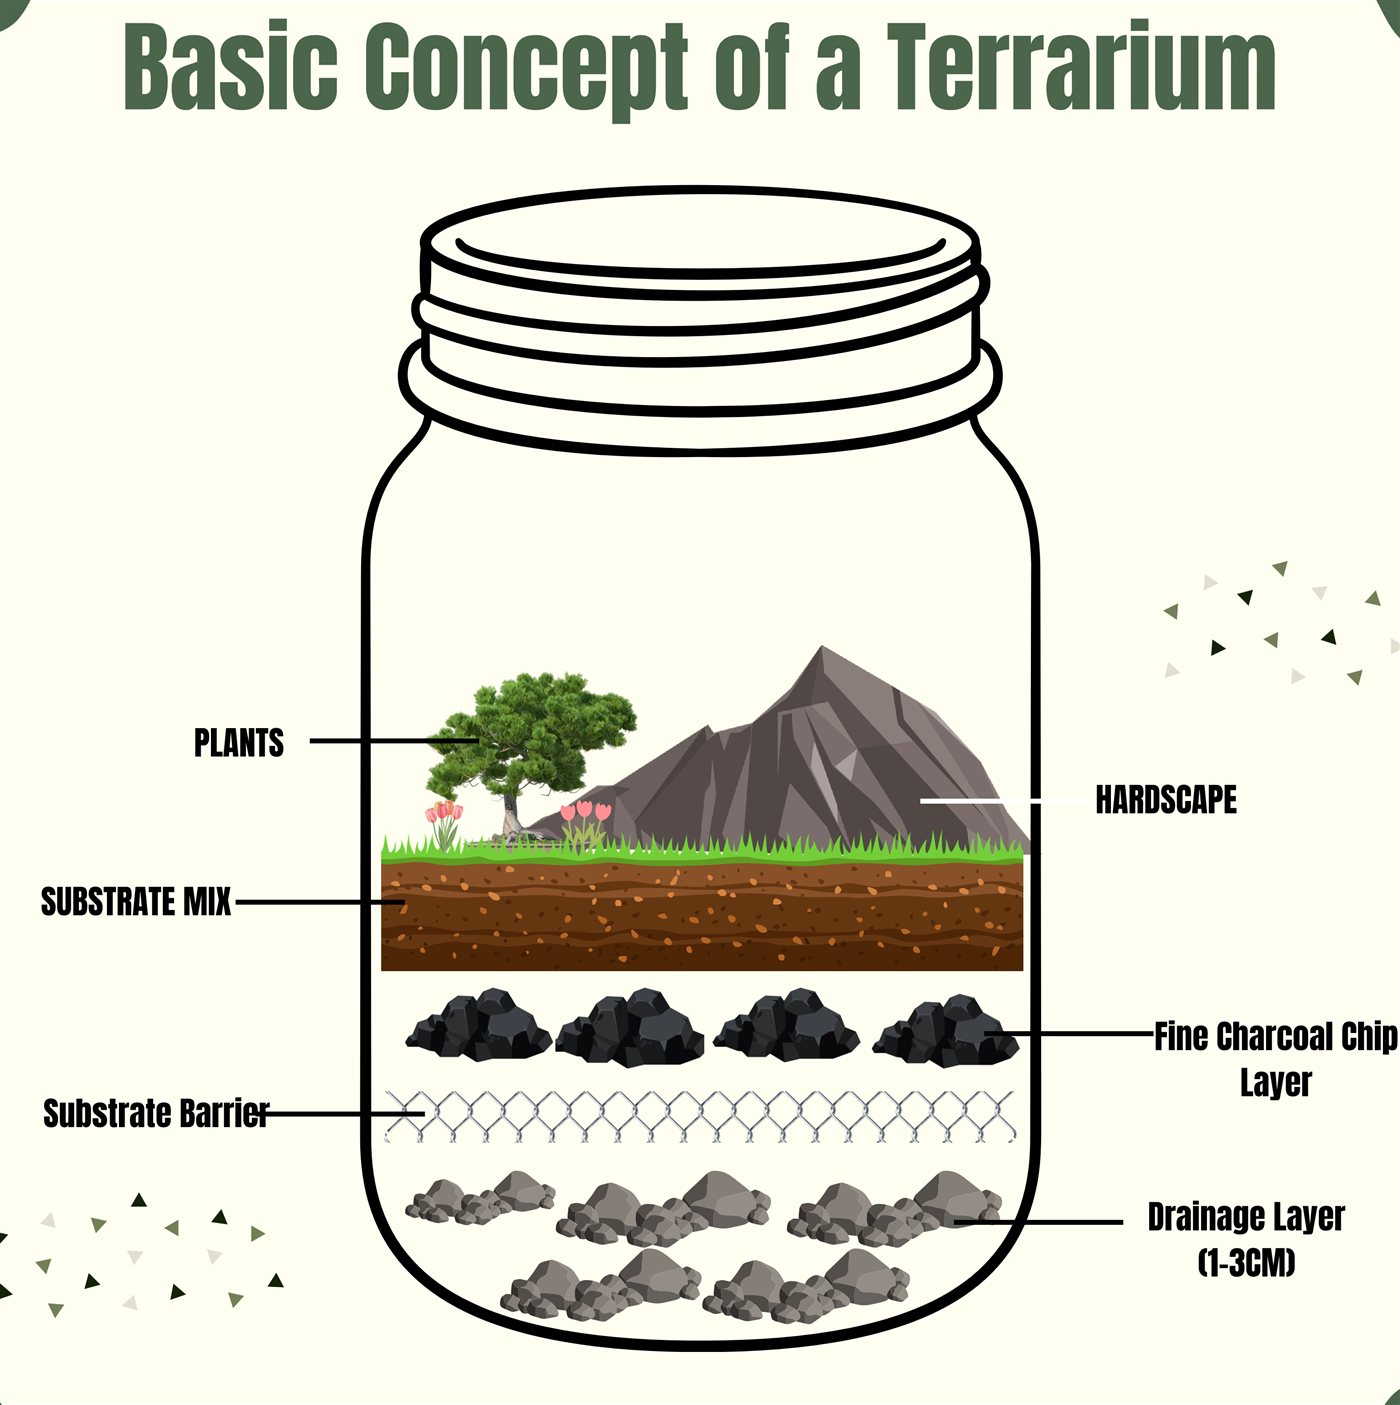 Basic Concept of a Terrarium
PLANTS
HARDSCAPE
SUBSTRATE MIX
Fine Charcoal Chip
Layer
Substrate Barrier
Drainage Layer
(1-3CM)